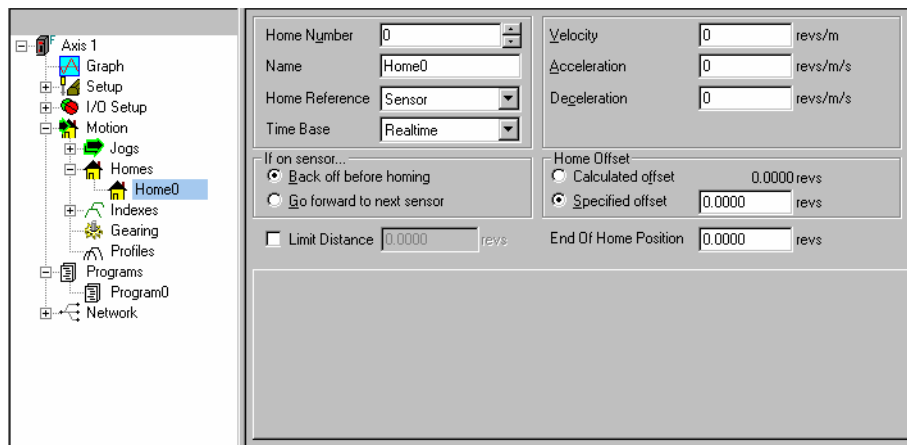 Axis 1
Graph
Setup
I/O Setup
Motion
Jogs
Homes
Home0
Indexes
Gearing
Profiles
Programs
Program0
Network
Home Number 0
Name Home0
Home Reference Sensor
Time Base Realtime
Velocity 0 revs/m
Acceleration 0 revs/m/s
Deceleration 0 revs/m/s
If on sensor...
Back off before homing
Go forward to next sensor
Home Offset
Calculated offset 0.0000 revs
Specified offset 0.0000 revs
Limit Distance 0.0000 revs
End Of Home Position 0.0000 revs